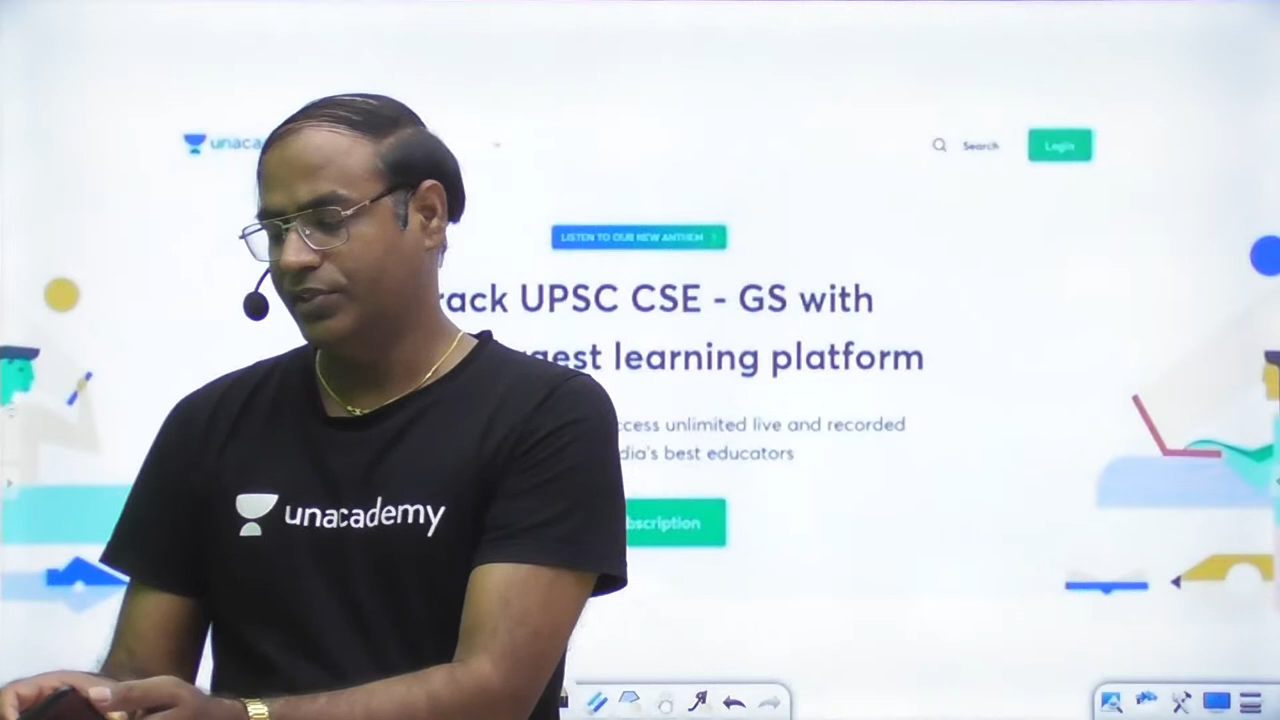 unaca
Search
Login
LISTEN TO OUR NEW ANTHEM
rack UPSC CSE - GS with
gest learning platform
ccess unlimited live and recorded
dia's best educators
bscription
unacademy